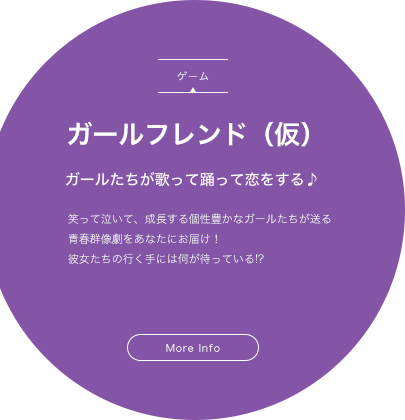 ゲーム
ガールフレンド（仮）
ガールたちが歌って踊って恋をする♪
笑って泣いて、成長する個性豊かなガールたちが送る
青春群像劇をあなたにお届け！
彼女たちの行く手には何が待っている!?
More Info